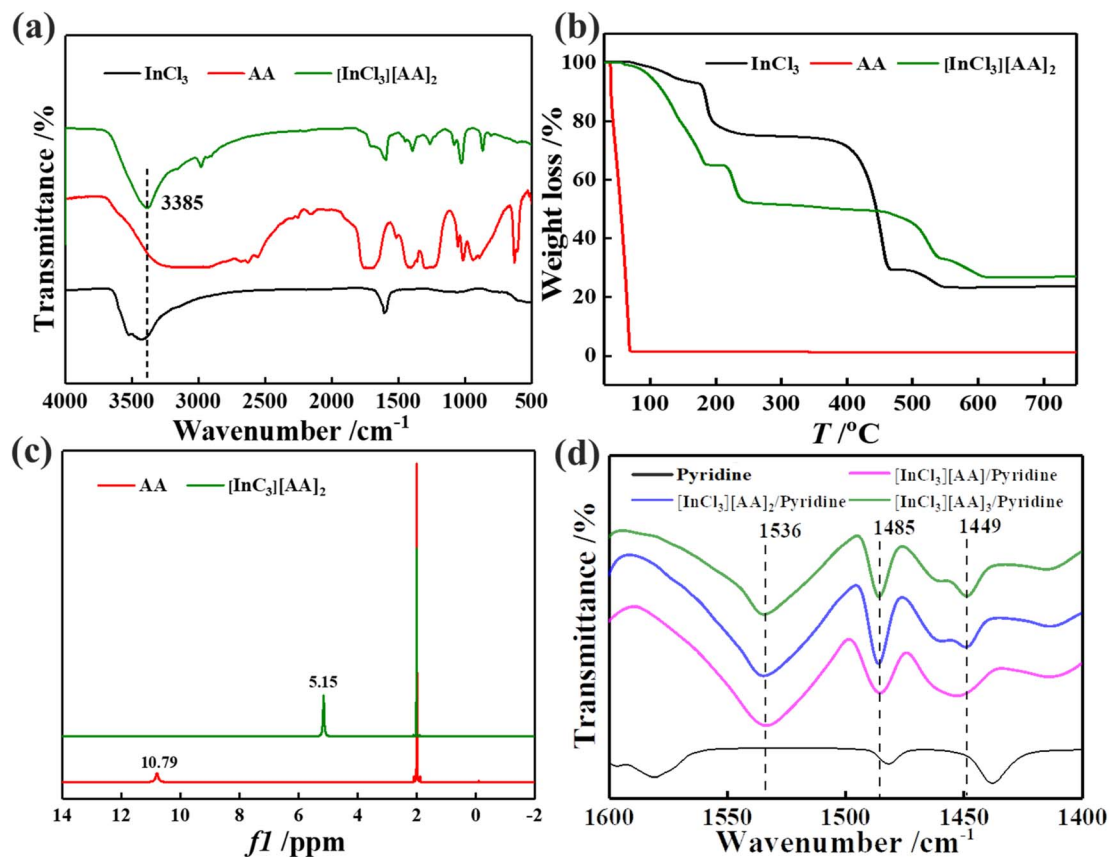 (a)
InCl₃ AA [InCl₃][AA]₂
3385
Transmittance /%
4000 3500 3000 2500 2000 1500 1000 500
Wavenumber /cm⁻¹
(b)
InCl₃ AA [InCl₃][AA]₂
100
80
60
40
20
0
Weight loss /%
100 200 300 400 500 600 700
T /°C
(c)
AA [InC₃][AA]₂
5.15
10.79
14 12 10 8 6 4 2 0 -2
f1 /ppm
(d)
Pyridine [InCl₃][AA]/Pyridine
[InCl₃][AA]₂/Pyridine [InCl₃][AA]₃/Pyridine
1536 1485 1449
Transmittance /%
1600 1550 1500 1450 1400
Wavenumber /cm⁻¹